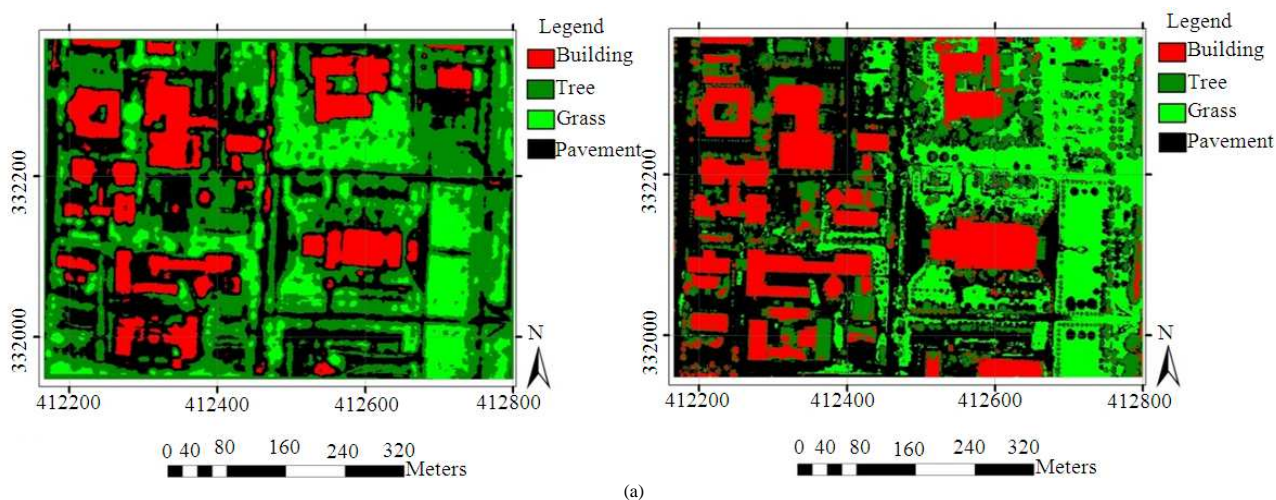 Legend
Building
Tree
Grass
Pavement
332200
332000
N
412200 412400 412600 412800
0 40 80 160 240 320
Meters
Legend
Building
Tree
Grass
Pavement
332200
332000
N
412200 412400 412600 412800
0 40 80 160 240 320
Meters
(a)